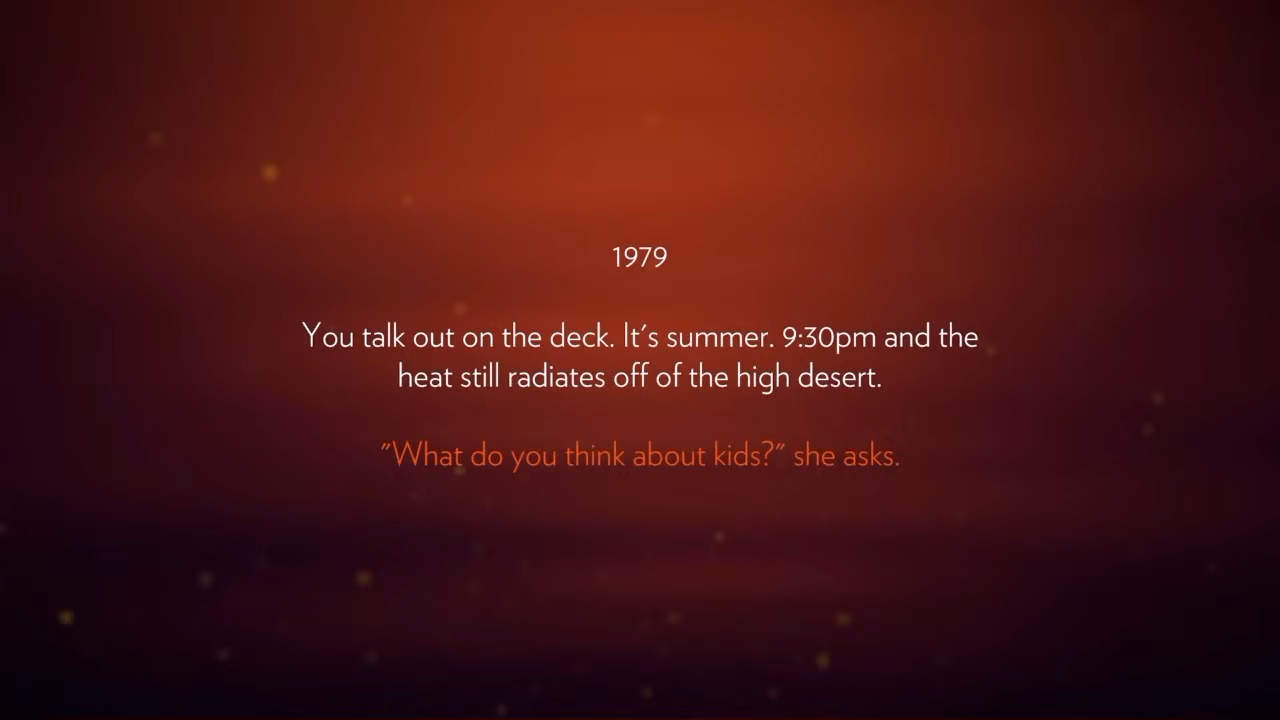 1979
You talk out on the deck. It's summer. 9:30pm and the
heat still radiates off of the high desert.
"What do you think about kids?" she asks.